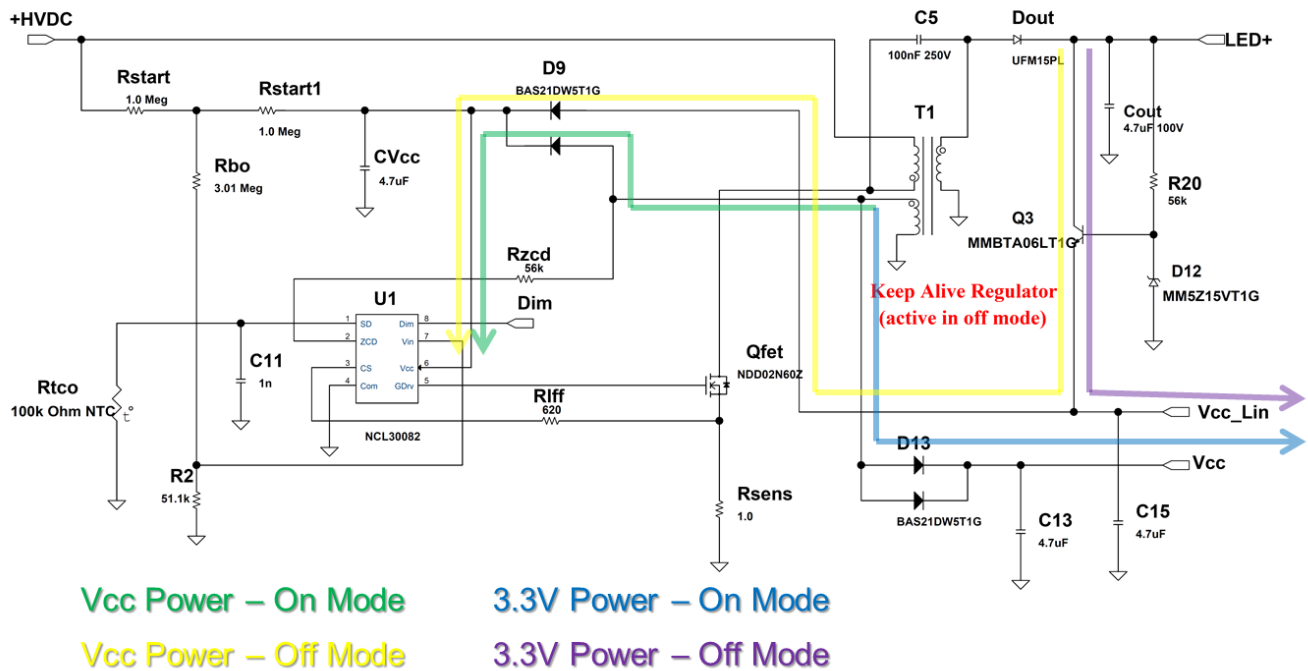 +HVDC
C5
100nF 250V
Dout
UFM15PL
LED+
Rstart
1.0 Meg
Rstart1
1.0 Meg
D9
BAS21DW5T1G
T1
Cout
4.7uF 100V
Rbo
3.01 Meg
CVcc
4.7uF
R20
56k
Q3
MMBTA06LT1G
Rzcd
56k
D12
MM5Z15VT1G
U1
Dim
Keep Alive Regulator
(active in off mode)
1 SD Dim 8
2 ZCD Vin 7
3 CS Vcc 6
4 Com GDrv 5
NCL30082
C11
1n
Rtco
100k Ohm NTC
t°
Qfet
NDD02N60Z
Rlff
620
Vcc_Lin
D13
BAS21DW5T1G
Vcc
R2
51.1k
Rsens
1.0
C13
4.7uF
C15
4.7uF
Vcc Power – On Mode
3.3V Power – On Mode
Vcc Power – Off Mode
3.3V Power – Off Mode